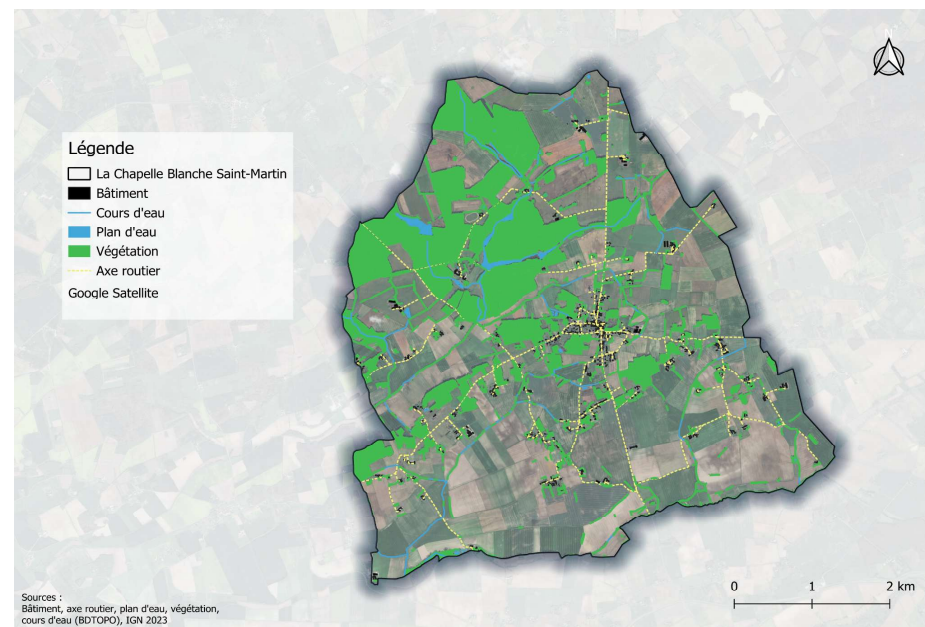 N
Légende
La Chapelle Blanche Saint-Martin
Bâtiment
Cours d'eau
Plan d'eau
Végétation
Axe routier
Google Satellite
0 1 2 km
Sources :
Bâtiment, axe routier, plan d'eau, végétation,
cours d'eau (BDTOPO), IGN 2023